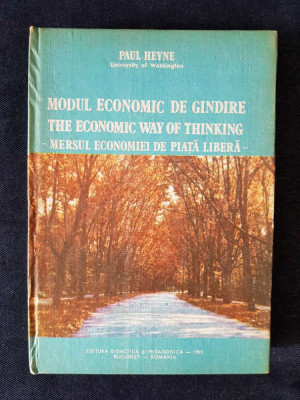 PAUL HEYNE
University of Washington
MODUL ECONOMIC DE GINDIRE
THE ECONOMIC WAY OF THINKING
- MERSUL ECONOMIEI DE PIAȚĂ LIBERĂ -
EDITURA DIDACTICĂ ȘI PEDAGOGICĂ — 1991
BUCUREȘTI — ROMÂNIA